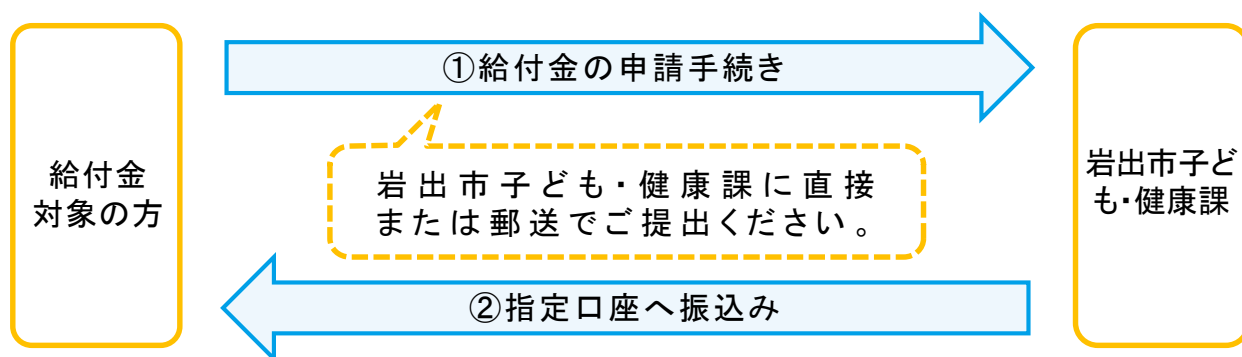 ①給付金の申請手続き
給付金
対象の方
岩出市子ども・健康課に直接
または郵送でご提出ください。
岩出市子ど
も・健康課
②指定口座へ振込み